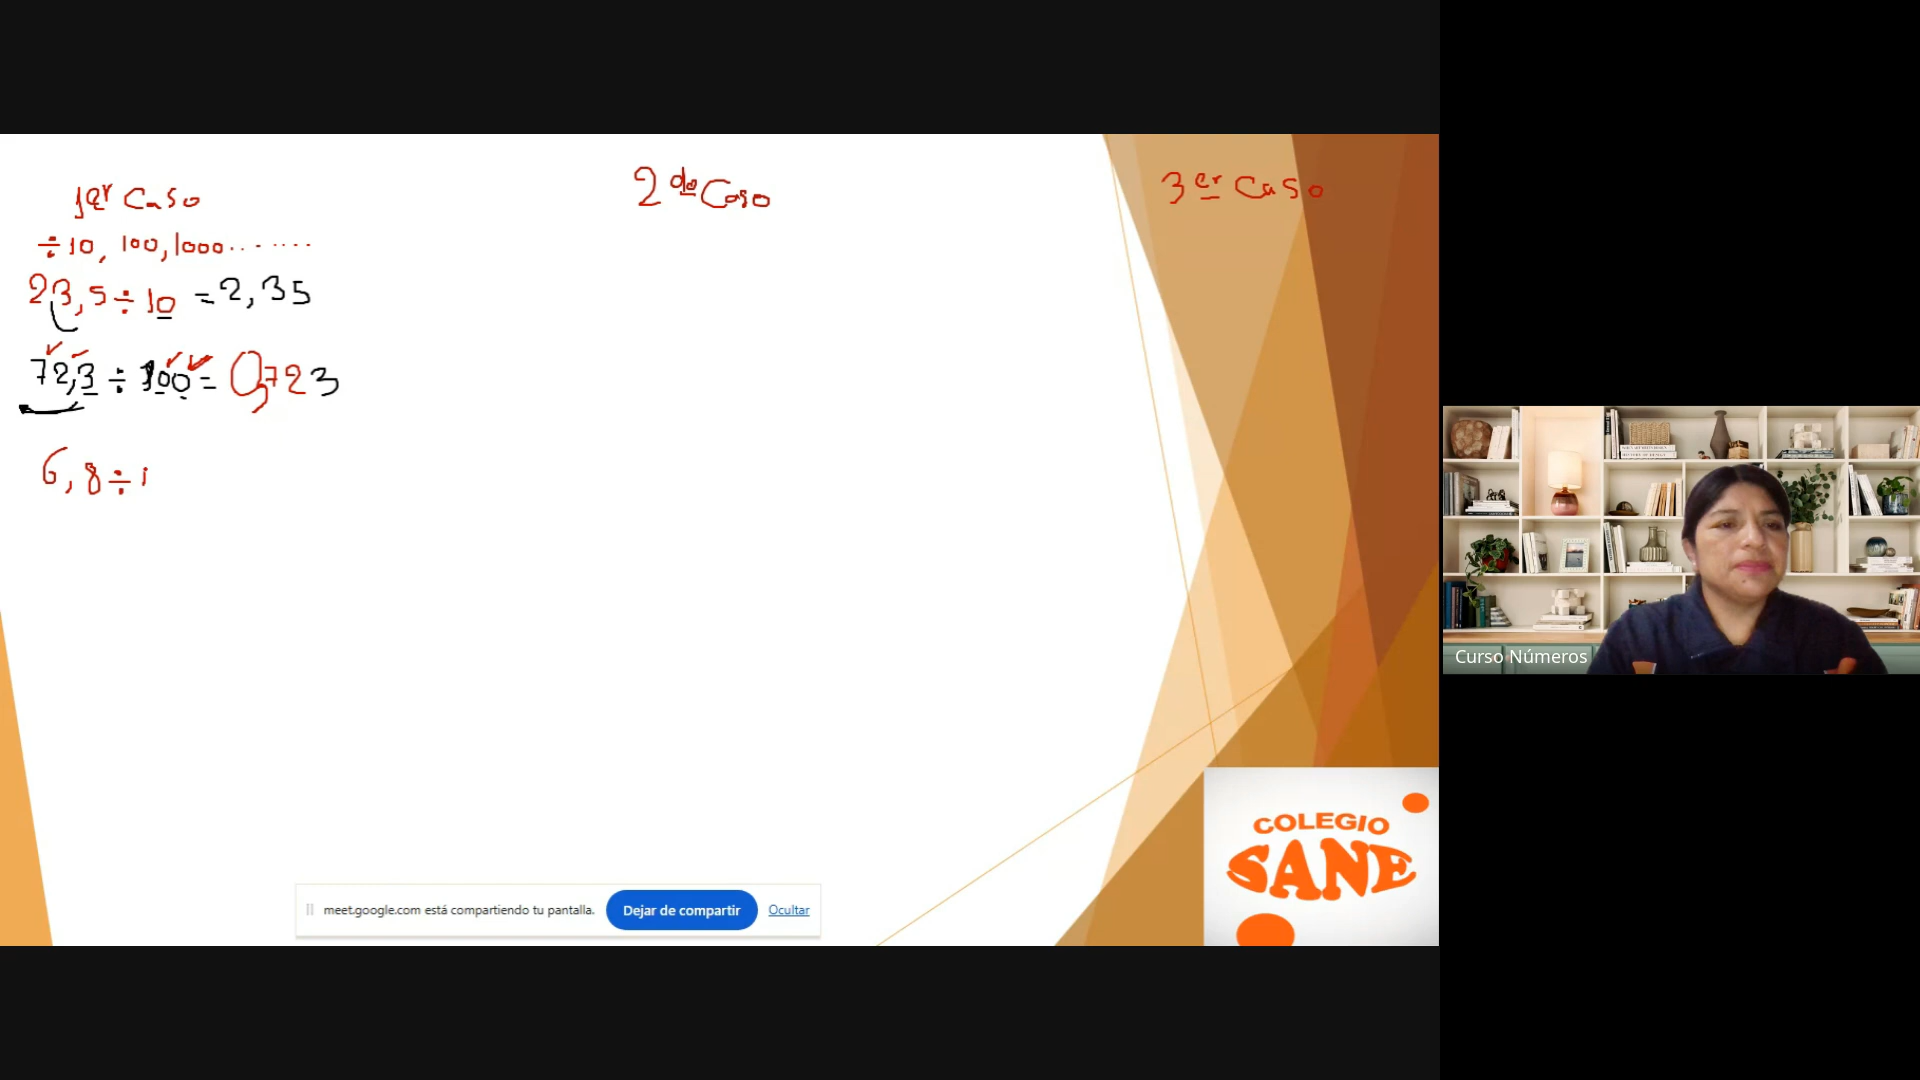 1er Caso
÷10, 100, 1000.........
23,5 ÷ 10 = 2,35
72,3 ÷ 100 = 0,723
6,8 ÷ 1
2do Caso
3er Caso
COLEGIO
SANE
meet.google.com está compartiendo tu pantalla.
Dejar de compartir
Ocultar
Curso Números